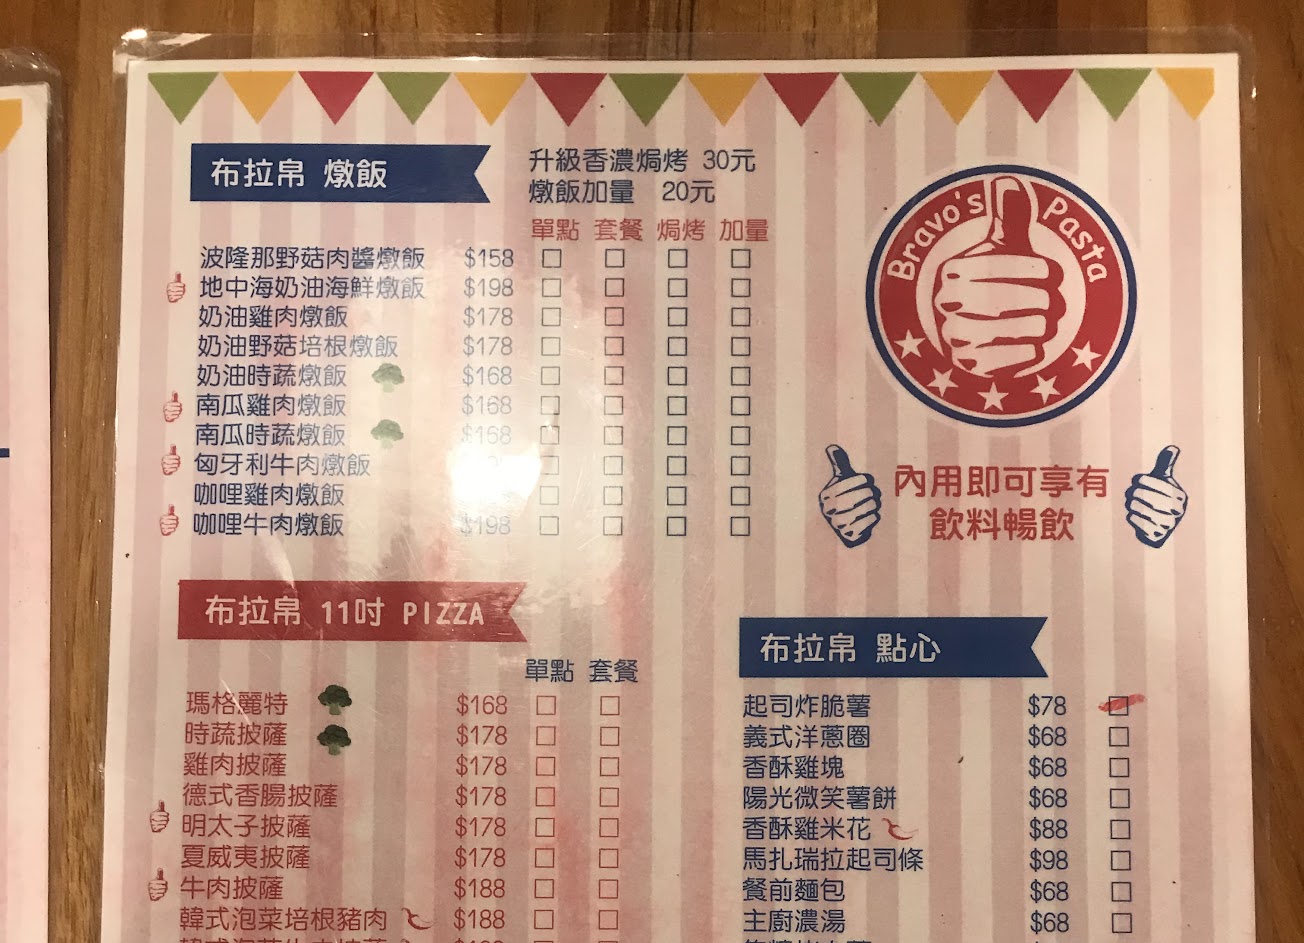 布拉帛 燉飯
升級香濃焗烤 30元
燉飯加量 20元
單點 套餐 焗烤 加量
波隆那野菇肉醬燉飯 $158
地中海奶油海鮮燉飯 $198
奶油雞肉燉飯 $178
奶油野菇培根燉飯 $178
奶油時蔬燉飯 $168
南瓜雞肉燉飯 $168
南瓜時蔬燉飯 $168
匈牙利牛肉燉飯
咖哩雞肉燉飯
咖哩牛肉燉飯 $198
Bravo's Pasta
內用即可享有
飲料暢飲
布拉帛 11吋 PIZZA
單點 套餐
瑪格麗特 $168
時蔬披薩 $178
雞肉披薩 $178
德式香腸披薩 $178
明太子披薩 $178
夏威夷披薩 $178
牛肉披薩 $188
韓式泡菜培根豬肉 $188
布拉帛 點心
起司炸脆薯 $78
義式洋蔥圈 $68
香酥雞塊 $68
陽光微笑薯餅 $68
香酥雞米花 $88
馬扎瑞拉起司條 $98
餐前麵包 $68
主廚濃湯 $68